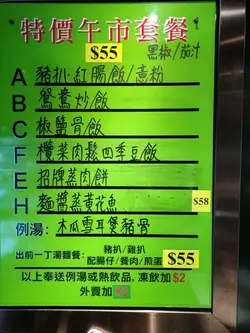 特價午市套餐
$55 黑椒/茄汁
A 豬扒·紅腸飯/意粉
B 鴛鴦炒飯
C 椒鹽骨飯
F 欖菜肉鬆四季豆飯
E 招牌蒸肉餅
H 麵醬蒸黃花魚 $58
例湯：木瓜雪耳煲豬骨
出前一丁湯麵餐： 豬扒/雞扒
配腸仔/餐肉/煎蛋 $55
以上奉送例湯或熱飲品，凍飲加$2
外賣加$2